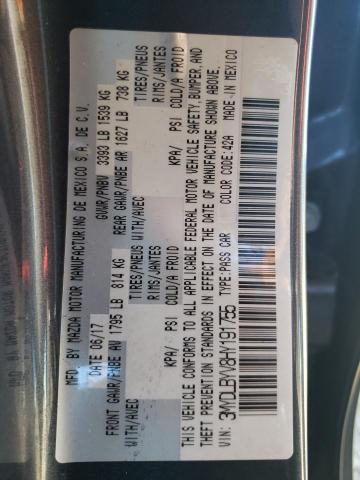 MFD BY MAZDA MOTOR MANUFACTURING DE MEXICO S.A. DE C.V.
DATE 06/17 GVWR/PNBV 3393 LB 1539 KG
FRONT GAWR/PNBE AV 1795 LB 814 KG REAR GAWR/PNBE AR 1627 LB 738 KG
WITH/AVEC TIRES/PNEUS WITH/AVEC TIRES/PNEUS
RIMS/JANTES RIMS/JANTES
KPA/ PSI COLD/A FROID KPA/ PSI COLD/A FROID
THIS VEHICLE CONFORMS TO ALL APPLICABLE FEDERAL MOTOR VEHICLE SAFETY, BUMPER, AND
THEFT PREVENTION STANDARDS IN EFFECT ON THE DATE OF MANUFACTURE SHOWN ABOVE.
VIN: 3MYDLBYV8HY191755 TYPE:PASS CAR COLOR CODE:42A MADE IN MEXICO